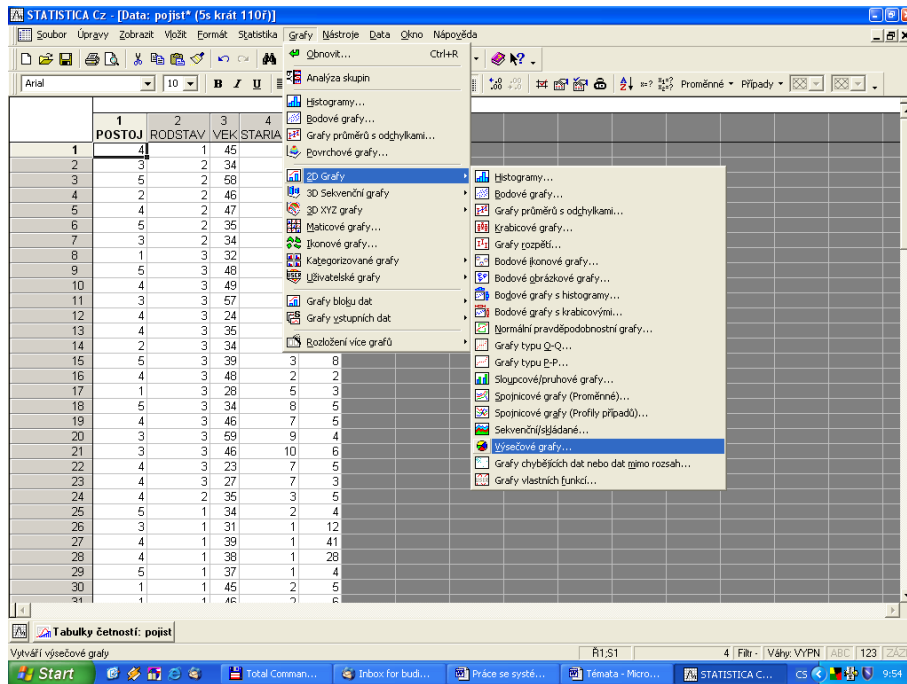 STATISTICA Cz - [Data: pojist* (5s krát 110ř)]
Soubor Úpravy Zobrazit Vložit Formát Statistika Grafy Nástroje Data Okno Nápověda
Arial 10 B I U Proměnné Případy
Obnovit... Ctrl+R
Analýza skupin
Histogramy...
Bodové grafy...
Grafy průměrů s odchylkami...
Povrchové grafy...
2D Grafy
3D Sekvenční grafy
3D XYZ grafy
Maticové grafy...
Ikonové grafy...
Kategorizované grafy
Uživatelské grafy
Grafy bloku dat
Grafy vstupních dat
Rozložení více grafů
Histogramy...
Bodové grafy...
Grafy průměrů s odchylkami...
Krabicové grafy...
Grafy rozpětí...
Bodové ikonové grafy...
Bodové obrázkové grafy...
Bodové grafy s histogramy...
Bodové grafy s krabicovými...
Normální pravděpodobnostní grafy...
Grafy typu Q-Q...
Grafy typu P-P...
Sloupcové/pruhové grafy...
Spojnicové grafy (Proměnné)...
Spojnicové grafy (Profily případů)...
Sekvenční/skládané...
Výsečové grafy...
Grafy chybějících dat nebo dat mimo rozsah...
Grafy vlastních funkcí...
1 2 3 4
POSTOJ RODSTAV VEK STARIA
1 4 1 45
2 3 2 34
3 5 2 58
4 2 2 46
5 4 2 47
6 5 2 35
7 3 2 34
8 1 3 32
9 5 3 48
10 4 3 49
11 3 3 57
12 4 3 24
13 4 3 35
14 2 3 34
15 5 3 39 3 8
16 4 3 48 2 2
17 1 3 28 5 3
18 5 3 34 8 5
19 4 3 46 7 5
20 3 3 59 9 4
21 3 3 46 10 6
22 4 3 23 7 5
23 4 3 27 7 3
24 4 2 35 3 5
25 5 1 34 2 4
26 3 1 31 1 12
27 4 1 39 1 41
28 4 1 38 1 28
29 5 1 37 1 4
30 1 1 45 2 5
31 1 1 46 2 6
Tabulky četností: pojist
Vytváří výsečové grafy Ř1;S1 4 Filtr- Váhy: VYPN ABC 123 ZÁZ
Start Total Comman... Inbox for budi... Práce se systé... Témata - Micro... STATISTICA C... CS 9:54